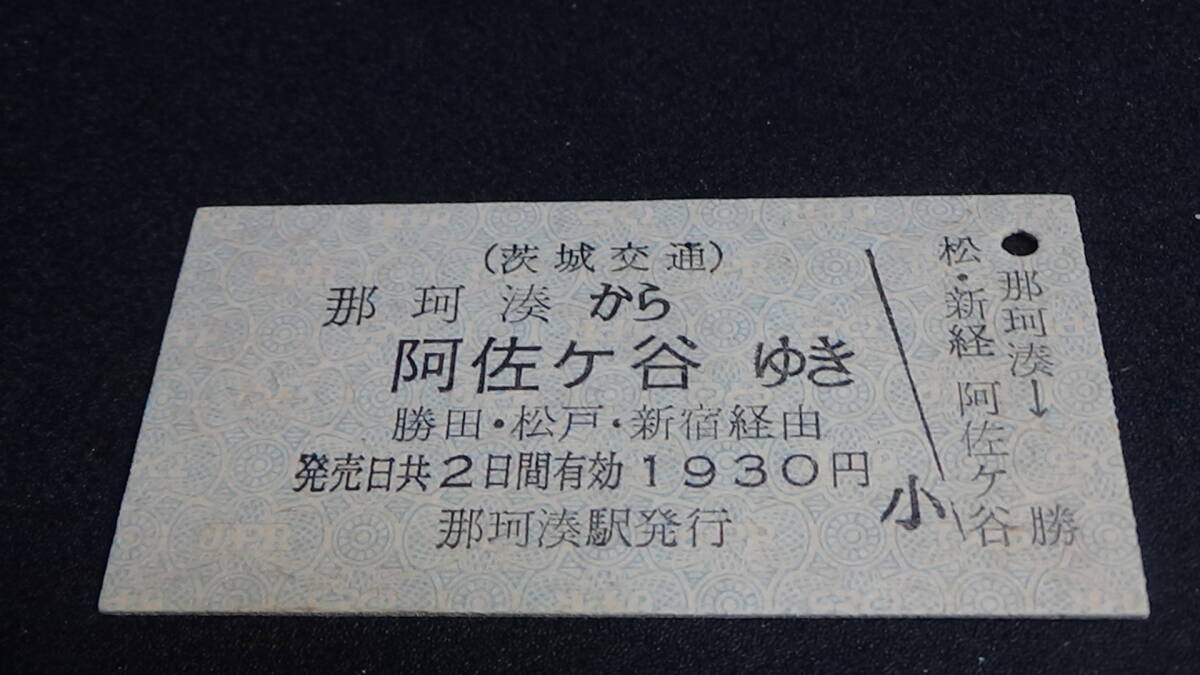 (茨城交通)
那珂湊から
阿佐ケ谷ゆき
勝田・松戸・新宿経由
発売日共2日間有効1930円
那珂湊駅発行
小
那珂湊→
勝
松・新経
阿佐ケ谷